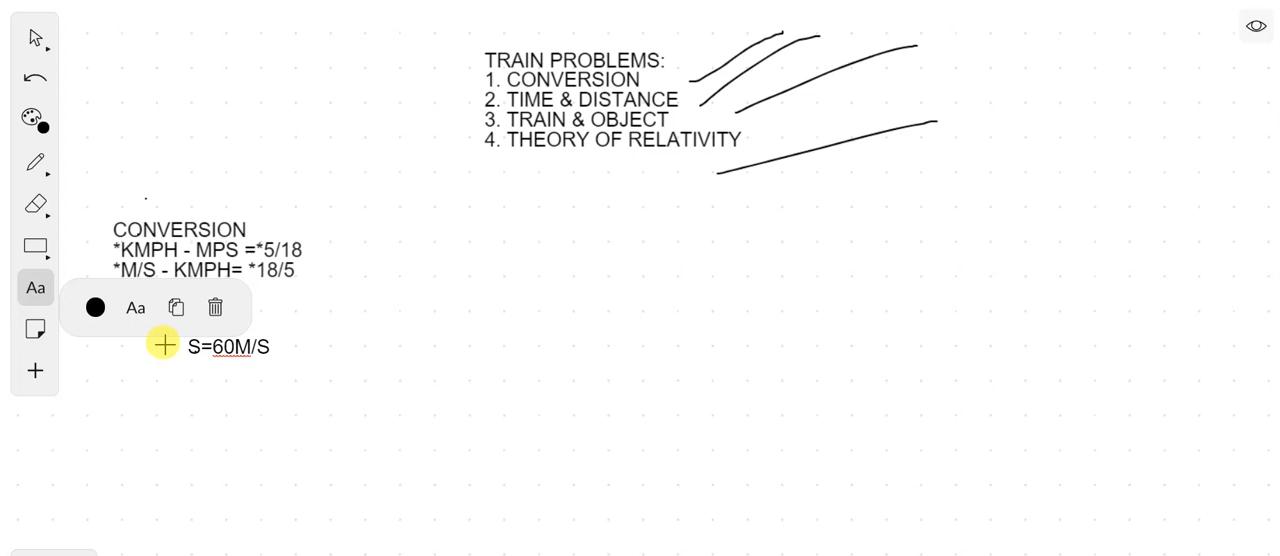 TRAIN PROBLEMS:
1. CONVERSION
2. TIME & DISTANCE
3. TRAIN & OBJECT
4. THEORY OF RELATIVITY
CONVERSION
*KMPH - MPS =*5/18
*M/S - KMPH= *18/5
Aa
Aa
S=60M/S